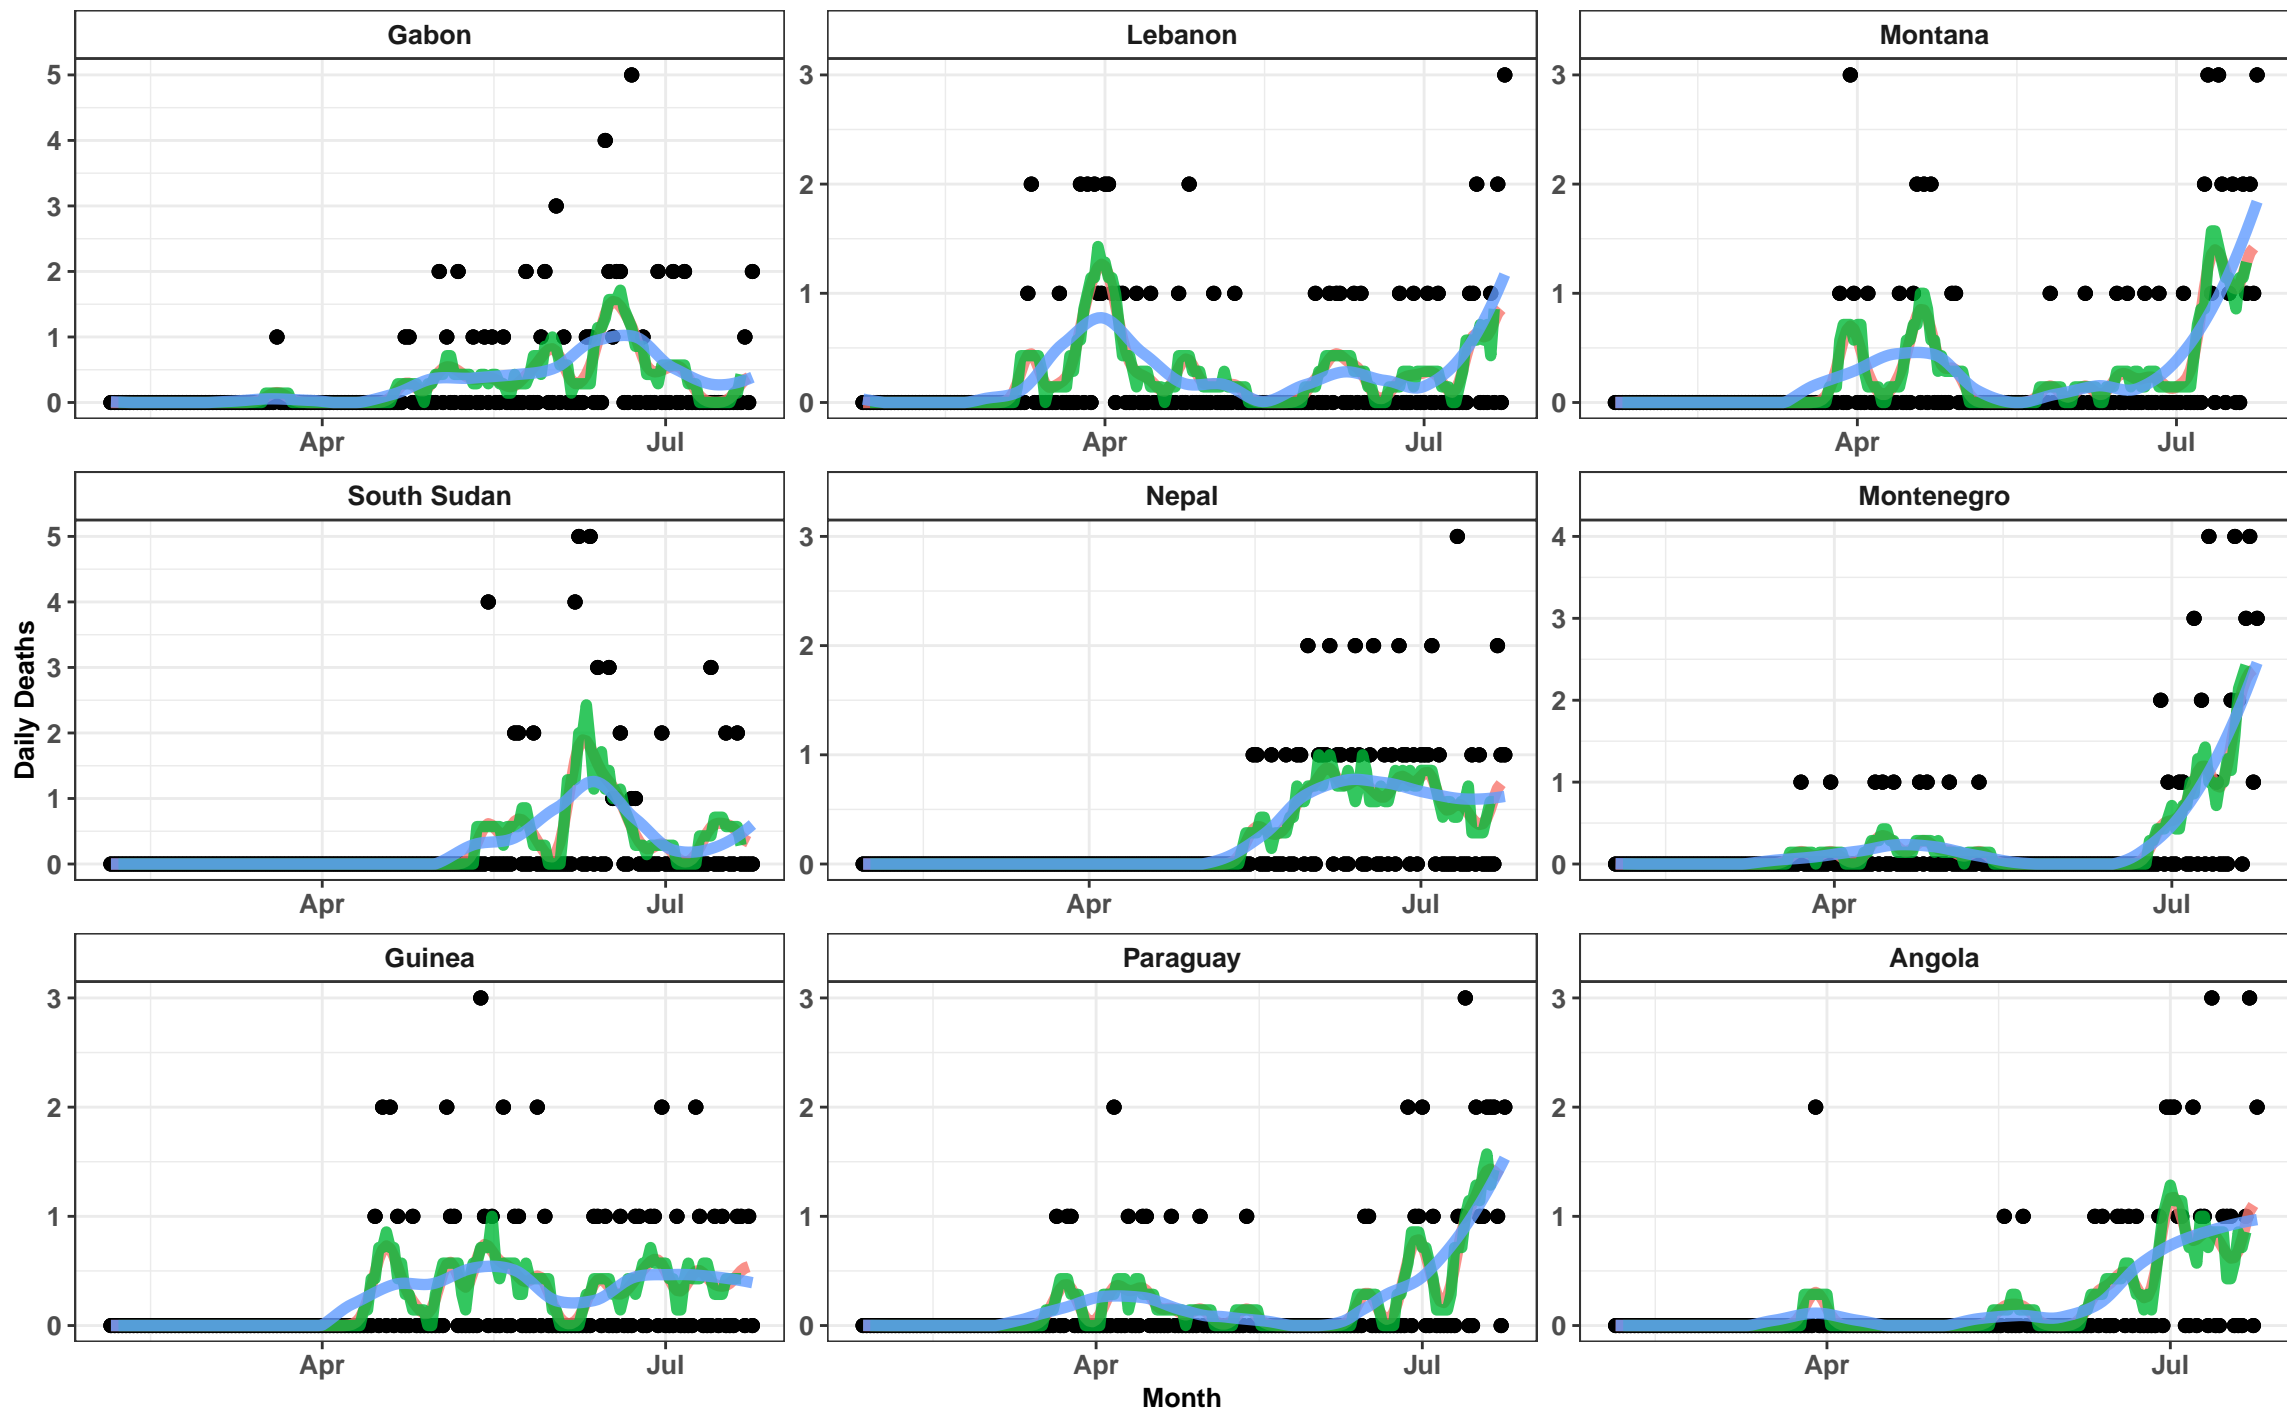 Gabon Lebanon Montana
5 3 3
4
3 2 2
2
1 1 1
0 0 0
Apr Jul Apr Jul Apr Jul
South Sudan Nepal Montenegro
5 3 4
4 3
3 2
2 2
1 1 1
0 0 0
Apr Jul Apr Jul Apr Jul
Daily Deaths
Guinea Paraguay Angola
3 3 3
2 2 2
1 1 1
0 0 0
Apr Jul Apr Jul Apr Jul
Month